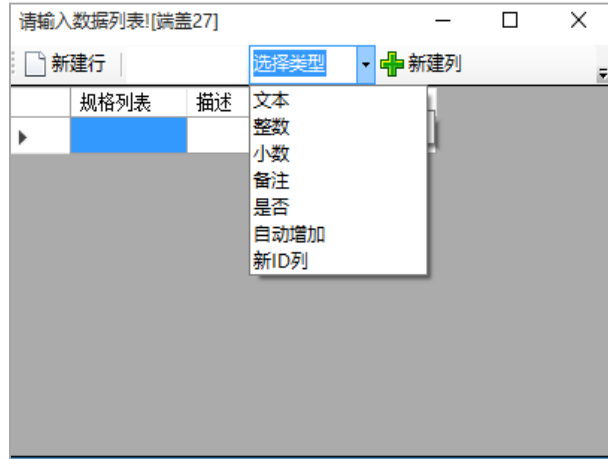 请输入数据列表![端盖27]
新建行 选择类型 新建列
规格列表 描述
文本
整数
小数
备注
是否
自动增加
新ID列